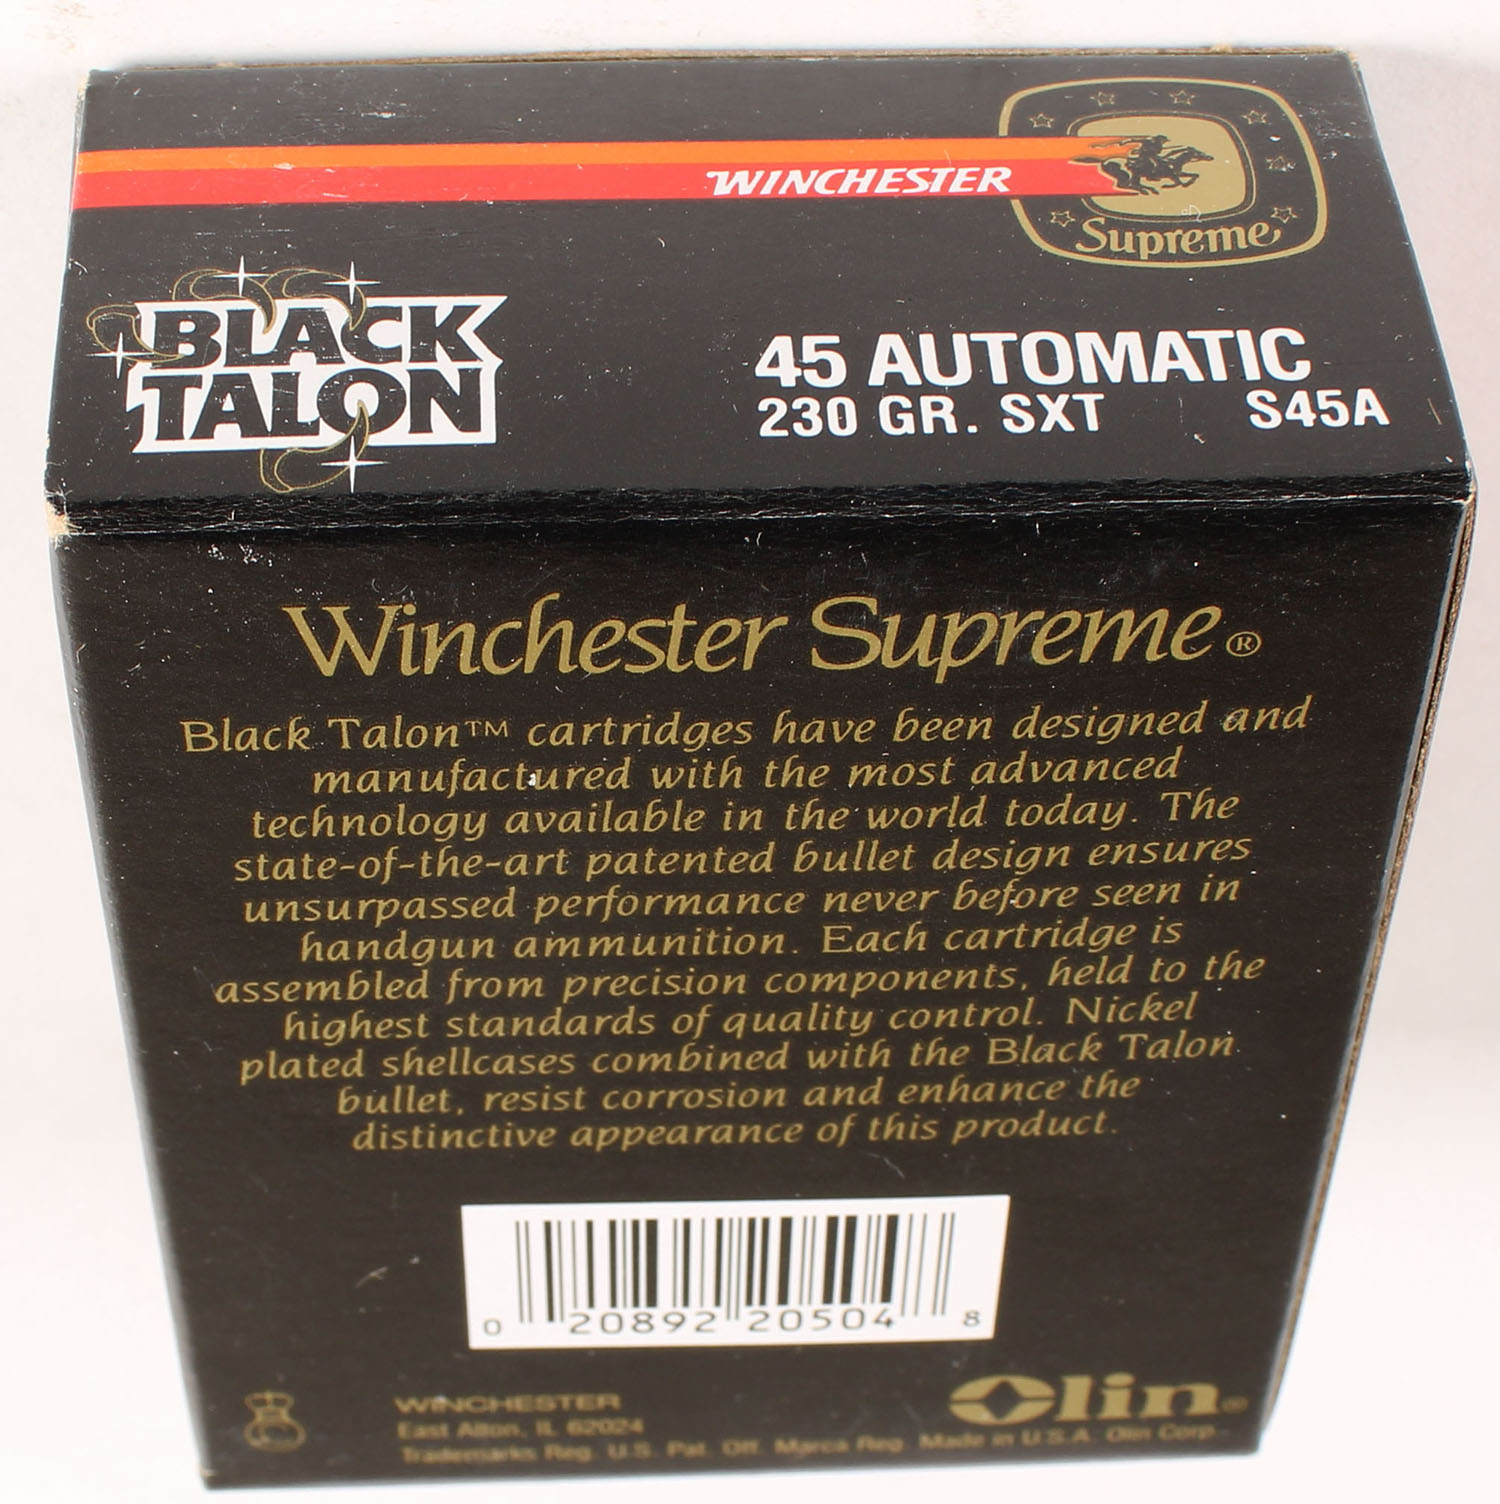 WINCHESTER
Supreme
BLACK
TALON
45 AUTOMATIC
230 GR. SXT S45A
Winchester Supreme®
Black Talon™ cartridges have been designed and
manufactured with the most advanced
technology available in the world today. The
state-of-the-art patented bullet design ensures
unsurpassed performance never before seen in
handgun ammunition. Each cartridge is
assembled from precision components, held to the
highest standards of quality control. Nickel
plated shellcases combined with the Black Talon
bullet, resist corrosion and enhance the
distinctive appearance of this product.
0 20892 20504 8
Olin®
WINCHESTER
East Alton, IL 62024
Trademarks Reg. U.S. Pat. Off. Marca Reg. Made in U.S.A. Olin Corp.